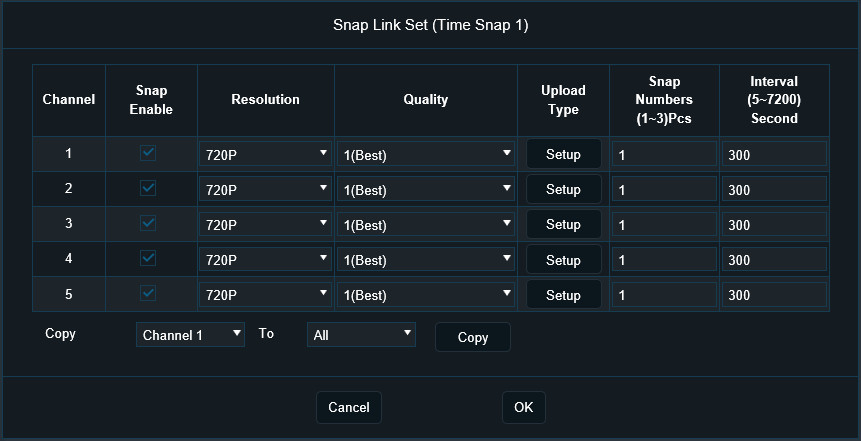 Snap Link Set (Time Snap 1)
Channel Snap Enable Resolution Quality Upload Type Snap Numbers (1~3)Pcs Interval (5~7200) Second
1 720P 1(Best) Setup 1 300
2 720P 1(Best) Setup 1 300
3 720P 1(Best) Setup 1 300
4 720P 1(Best) Setup 1 300
5 720P 1(Best) Setup 1 300
Copy Channel 1 To All Copy
Cancel OK